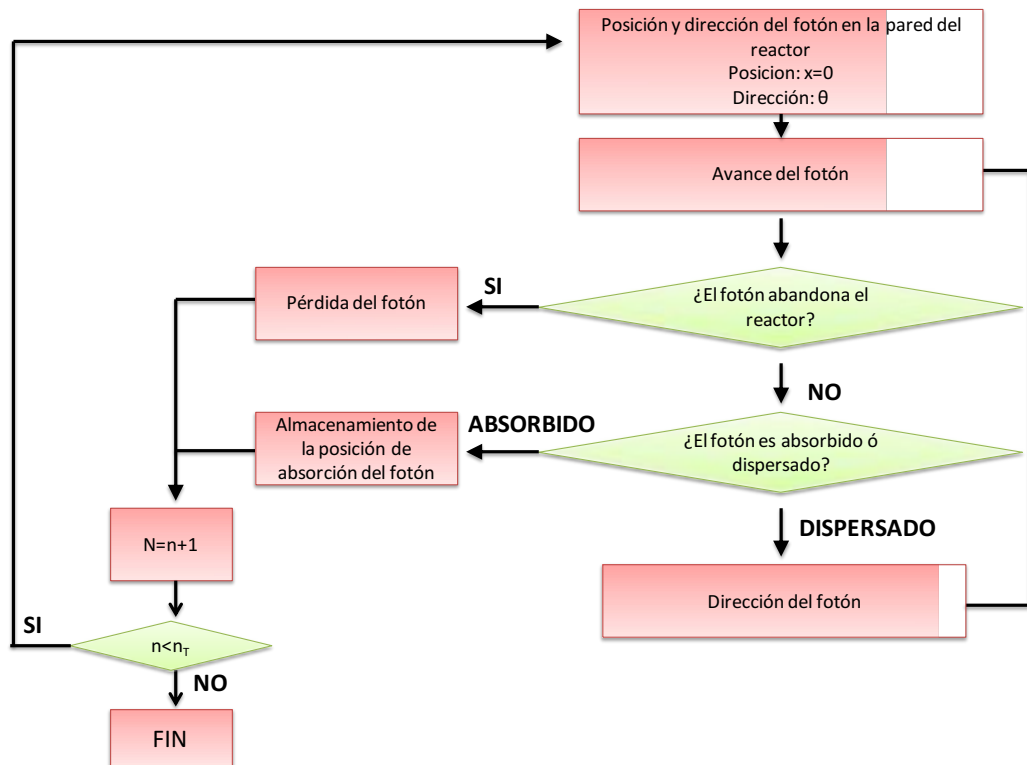 Posición y dirección del fotón en la pared del
reactor
Posicion: x=0
Dirección: θ
Avance del fotón
¿El fotón abandona el
reactor?
SI
Pérdida del fotón
NO
¿El fotón es absorbido ó
dispersado?
ABSORBIDO
Almacenamiento de
la posición de
absorción del fotón
DISPERSADO
Dirección del fotón
N=n+1
n<nT
SI
NO
FIN